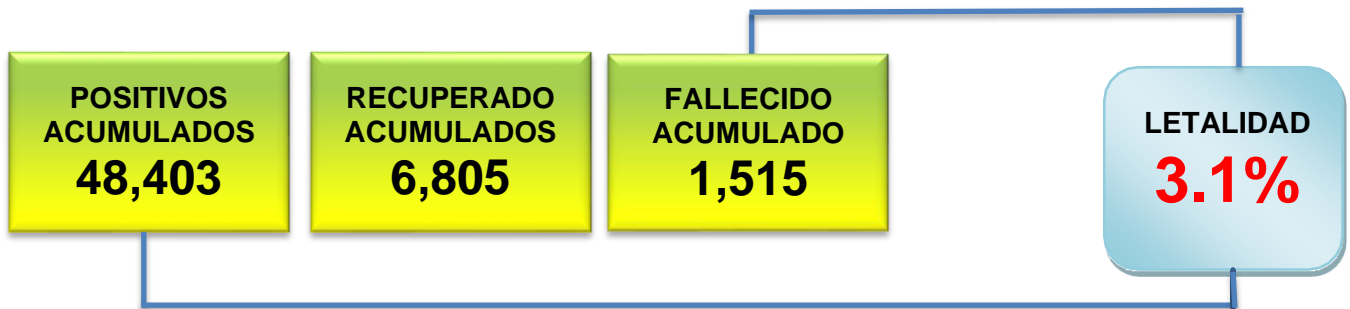 POSITIVOS
ACUMULADOS
48,403
RECUPERADO
ACUMULADOS
6,805
FALLECIDO
ACUMULADO
1,515
LETALIDAD
3.1%